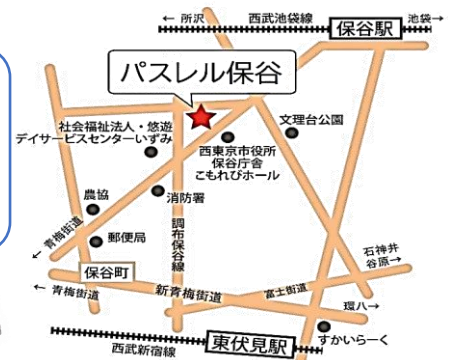 ← 所沢
西武池袋線
保谷駅
池袋→
パスレル保谷
社会福祉法人・悠遊
デイサービスセンターいずみ
文理台公園
西東京市役所
保谷庁舎
こもれびホール
消防署
農協
← 青梅街道
郵便局
調布保谷線
保谷町
石神井
谷原→
← 青梅街道
新青梅街道
富士街道
環八→
すかいらーく
西武新宿線
東伏見駅